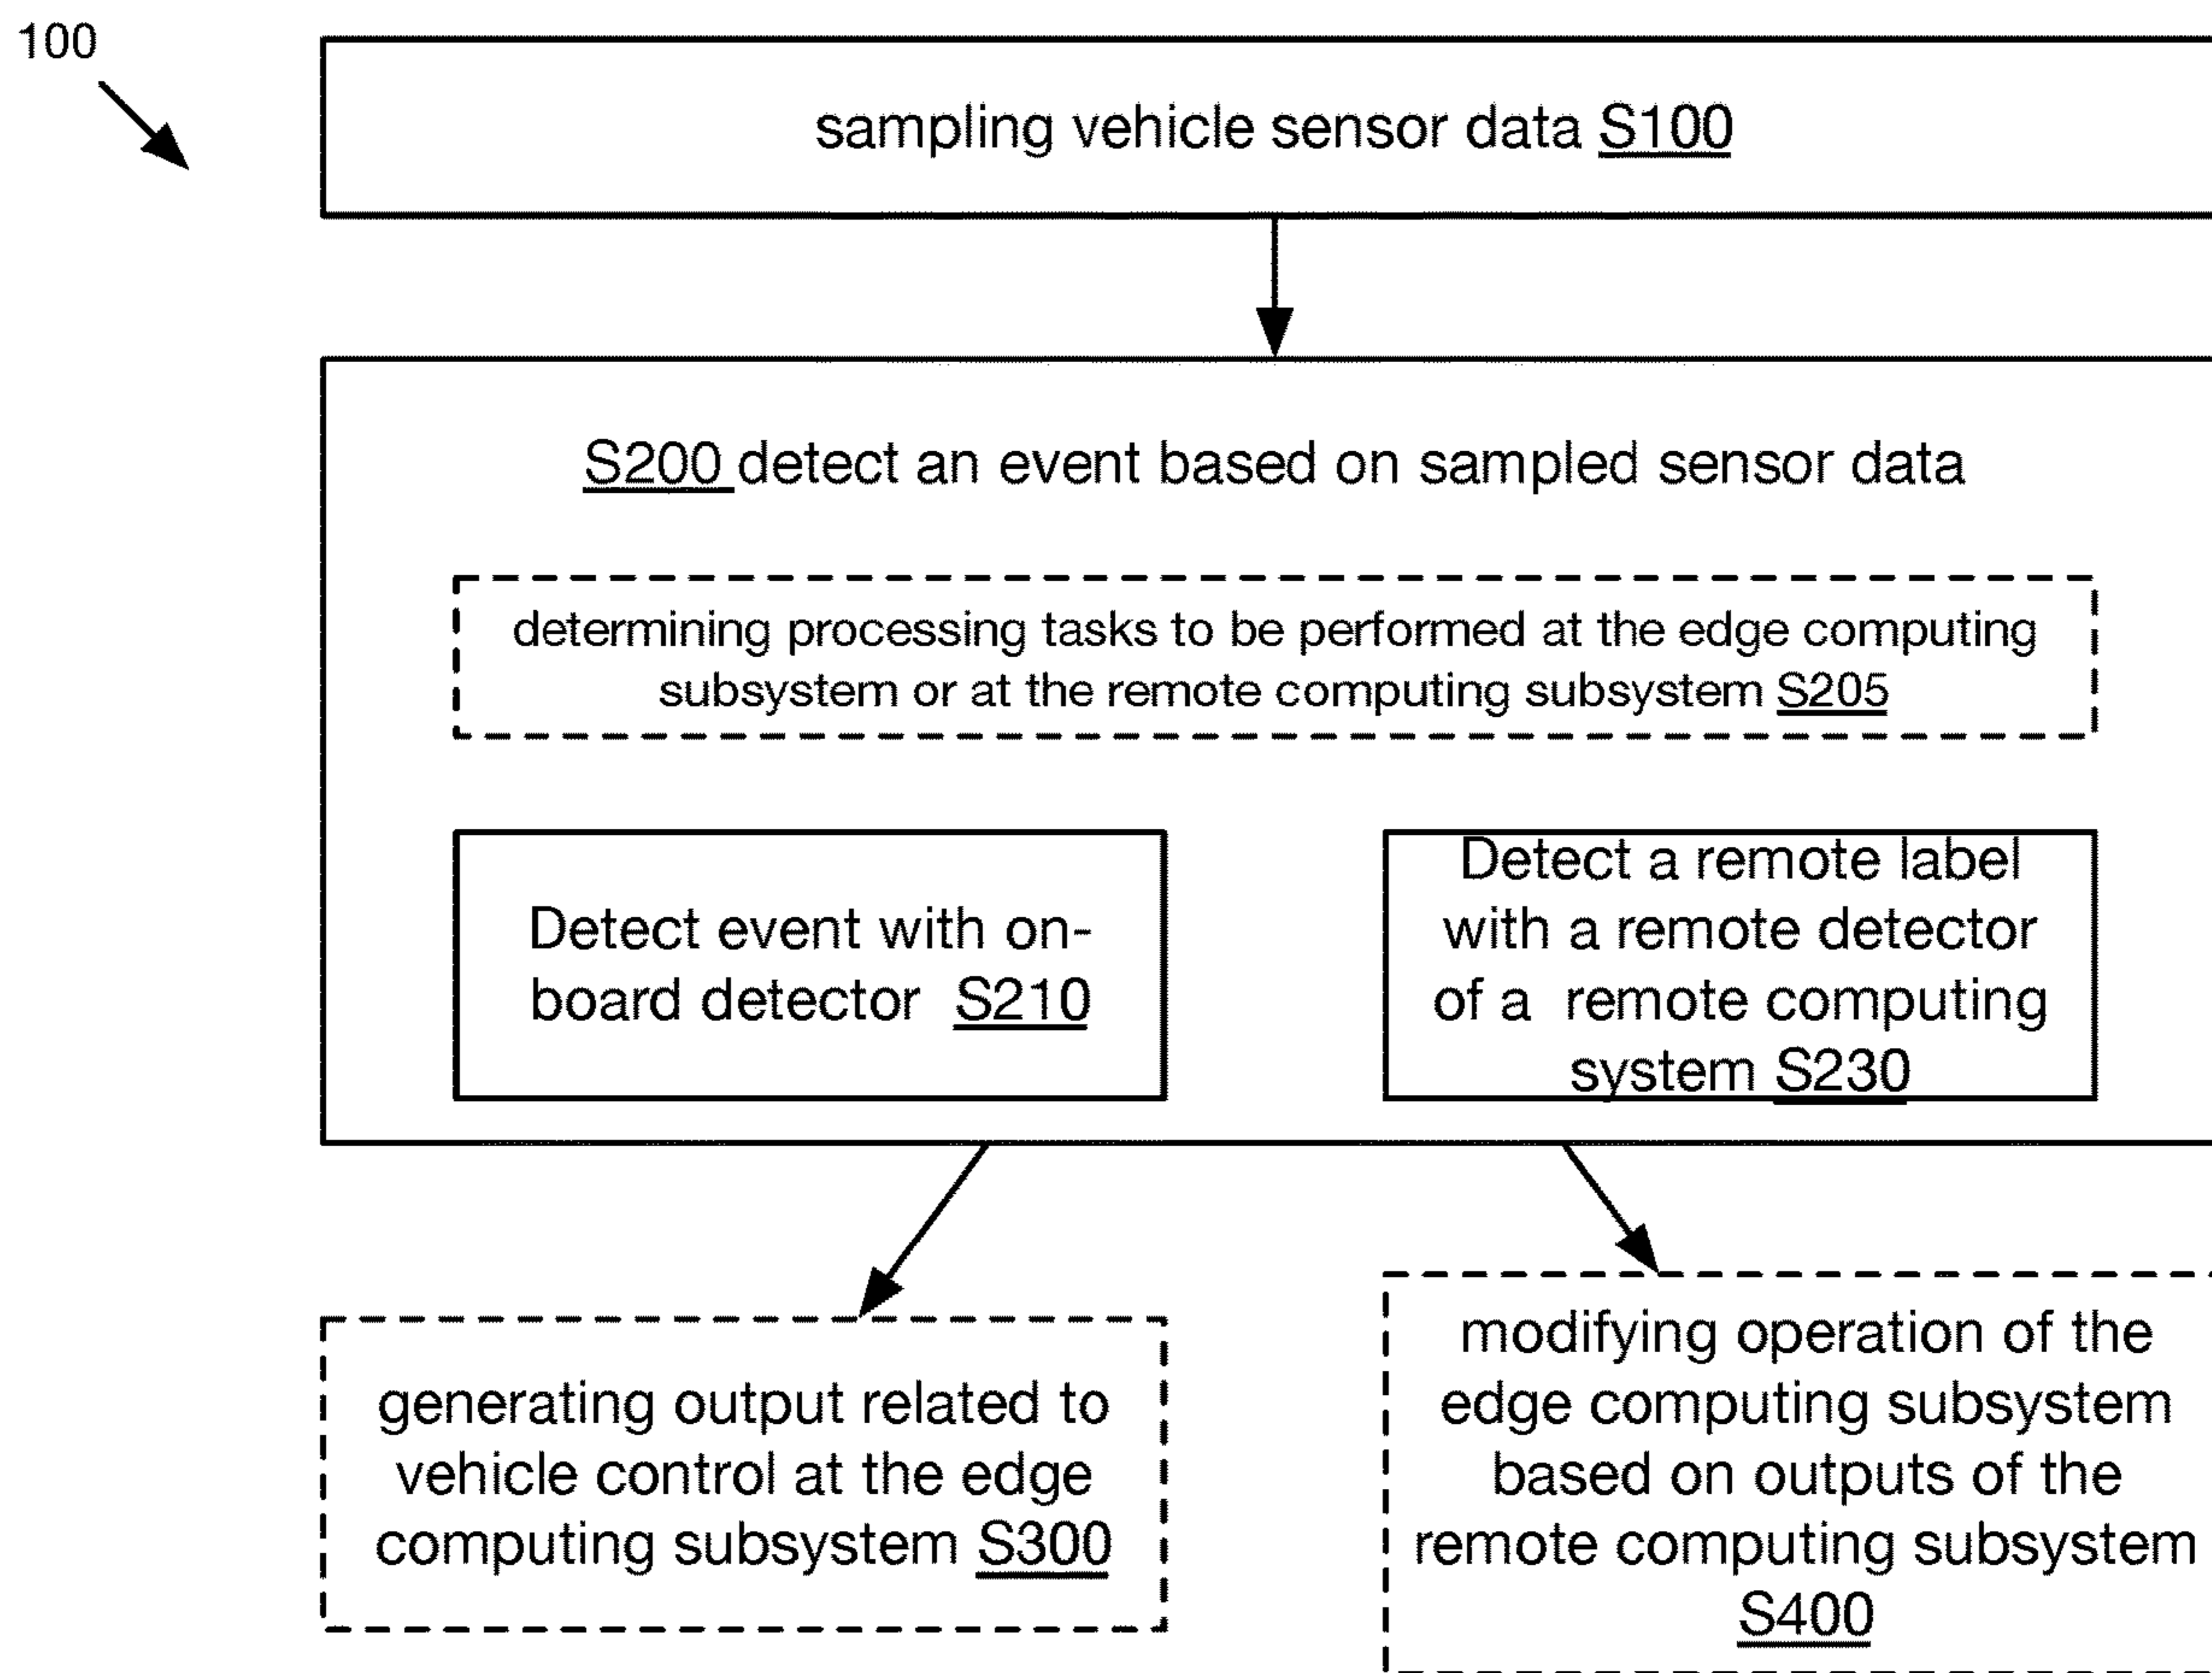 100
sampling vehicle sensor data S100
S200 detect an event based on sampled sensor data
determining processing tasks to be performed at the edge computing
subsystem or at the remote computing subsystem S205
Detect event with on-
board detector S210
Detect a remote label
with a remote detector
of a remote computing
system S230
generating output related to
vehicle control at the edge
computing subsystem S300
modifying operation of the
edge computing subsystem
based on outputs of the
remote computing subsystem
S400